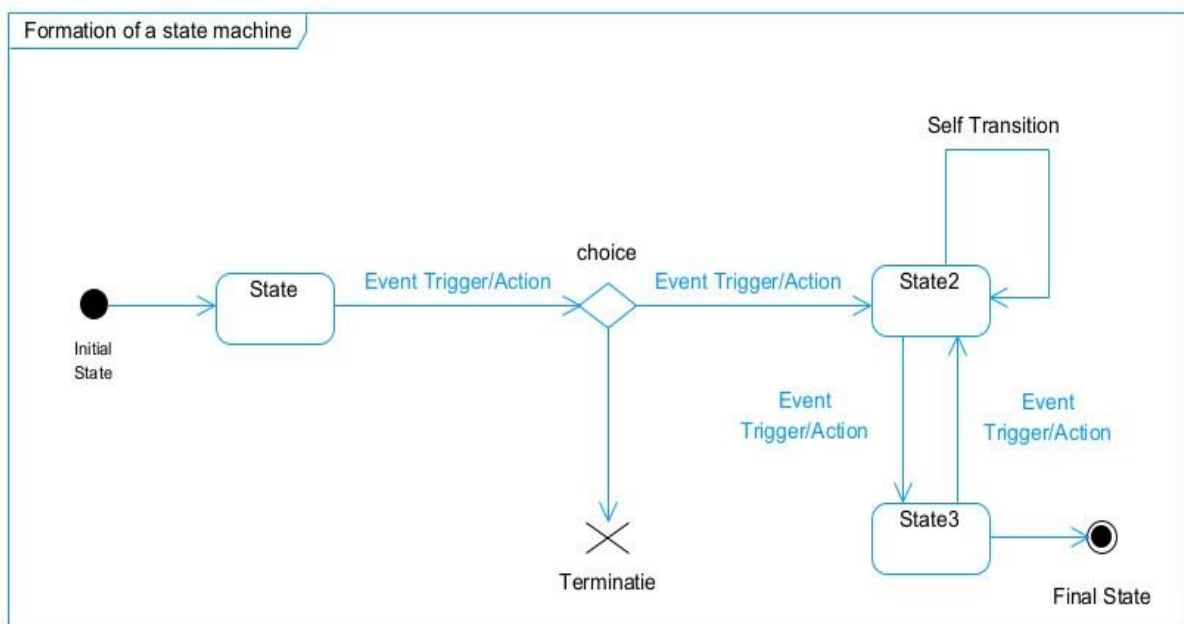 Formation of a state machine
Self Transition
choice
State
Event Trigger/Action
Event Trigger/Action
State2
Initial
State
Event
Trigger/Action
Event
Trigger/Action
State3
Terminatie
Final State